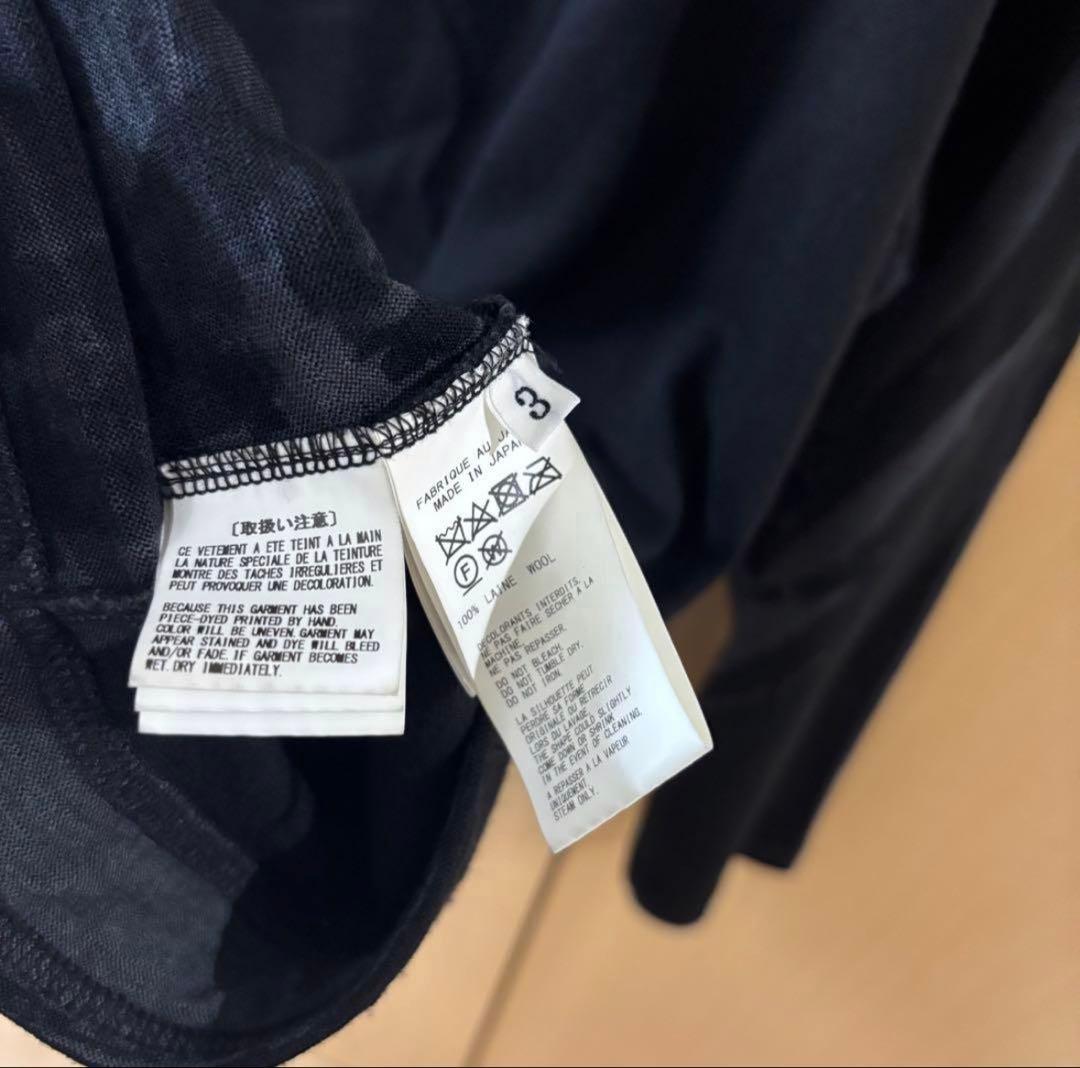 〔取扱い注意〕
CE VETEMENT A ETE TEINT A LA MAIN
LA NATURE SPECIALE DE LA TEINTURE
MONTRE DES TACHES IRREGULIERES ET
PEUT PROVOQUER UNE DECOLORATION.
BECAUSE THIS GARMENT HAS BEEN
PIECE-DYED PRINTED BY HAND,
COLOR WILL BE UNEVEN. GARMENT MAY
APPEAR STAINED AND DYE WILL BLEED
AND/OR FADE. IF GARMENT BECOMES
WET. DRY IMMEDIATELY.
3
FABRIQUE AU
MADE IN JAPAN
F W
100% LAINE WOOL
DECOLORANTS INTERDITS.
NE PAS FAIRE SECHER A LA
MACHINE.
NE PAS REPASSER.
DO NOT BLEACH.
DO NOT TUMBLE DRY.
DO NOT IRON.
LA SILHOUETTE PEUT
PERDRE SA FORME
ORIGINALE OU RETRECIR
LORS DU LAVAGE.
THE SHAPE COULD SLIGHTLY
COME DOWN OR SHRINK
IN THE EVENT OF CLEANING.
A REPASSER A LA VAPEUR
UNIQUEMENT.
STEAM ONLY.